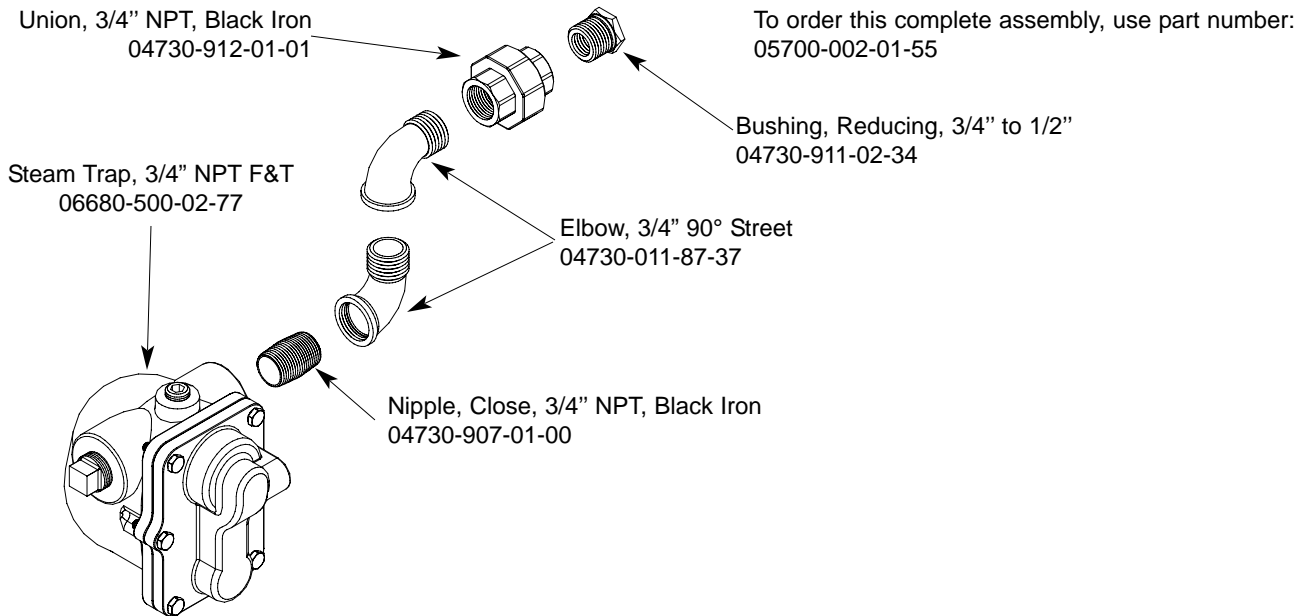 Union, 3/4’’ NPT, Black Iron
04730-912-01-01
To order this complete assembly, use part number:
05700-002-01-55
Bushing, Reducing, 3/4’’ to 1/2’’
04730-911-02-34
Steam Trap, 3/4” NPT F&T
06680-500-02-77
Elbow, 3/4” 90° Street
04730-011-87-37
Nipple, Close, 3/4” NPT, Black Iron
04730-907-01-00